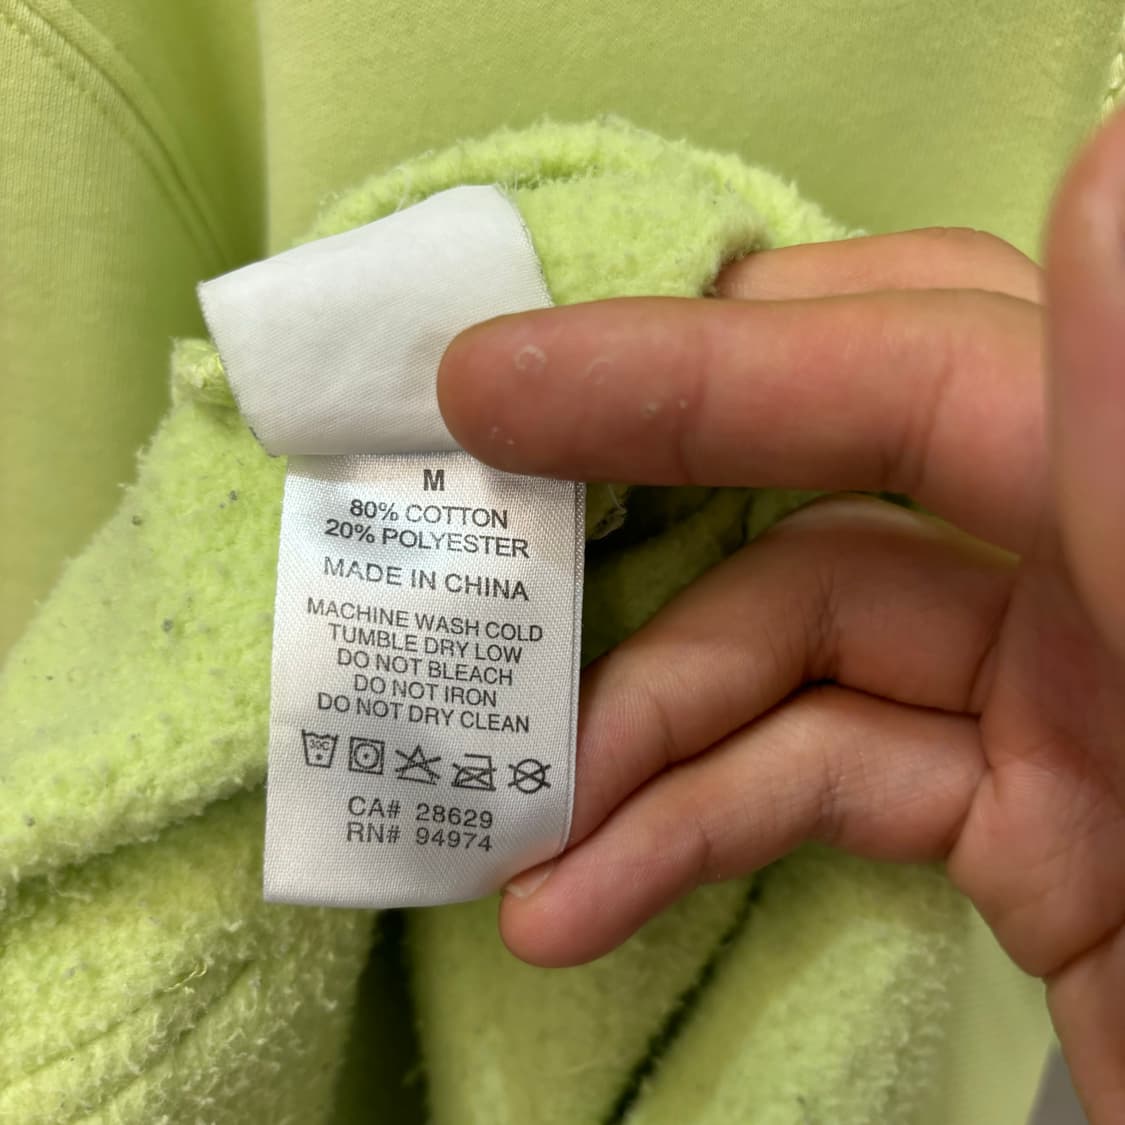 M
80% COTTON
20% POLYESTER
MADE IN CHINA
MACHINE WASH COLD
TUMBLE DRY LOW
DO NOT BLEACH
DO NOT IRON
DO NOT DRY CLEAN
30C
CA# 28629
RN# 94974